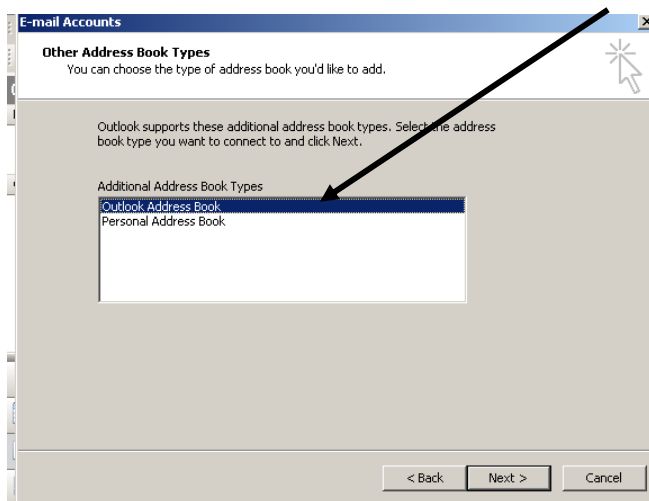 E-mail Accounts
Other Address Book Types
You can choose the type of address book you'd like to add.
Outlook supports these additional address book types. Select the address
book type you want to connect to and click Next.
Additional Address Book Types
Outlook Address Book
Personal Address Book
< Back
Next >
Cancel